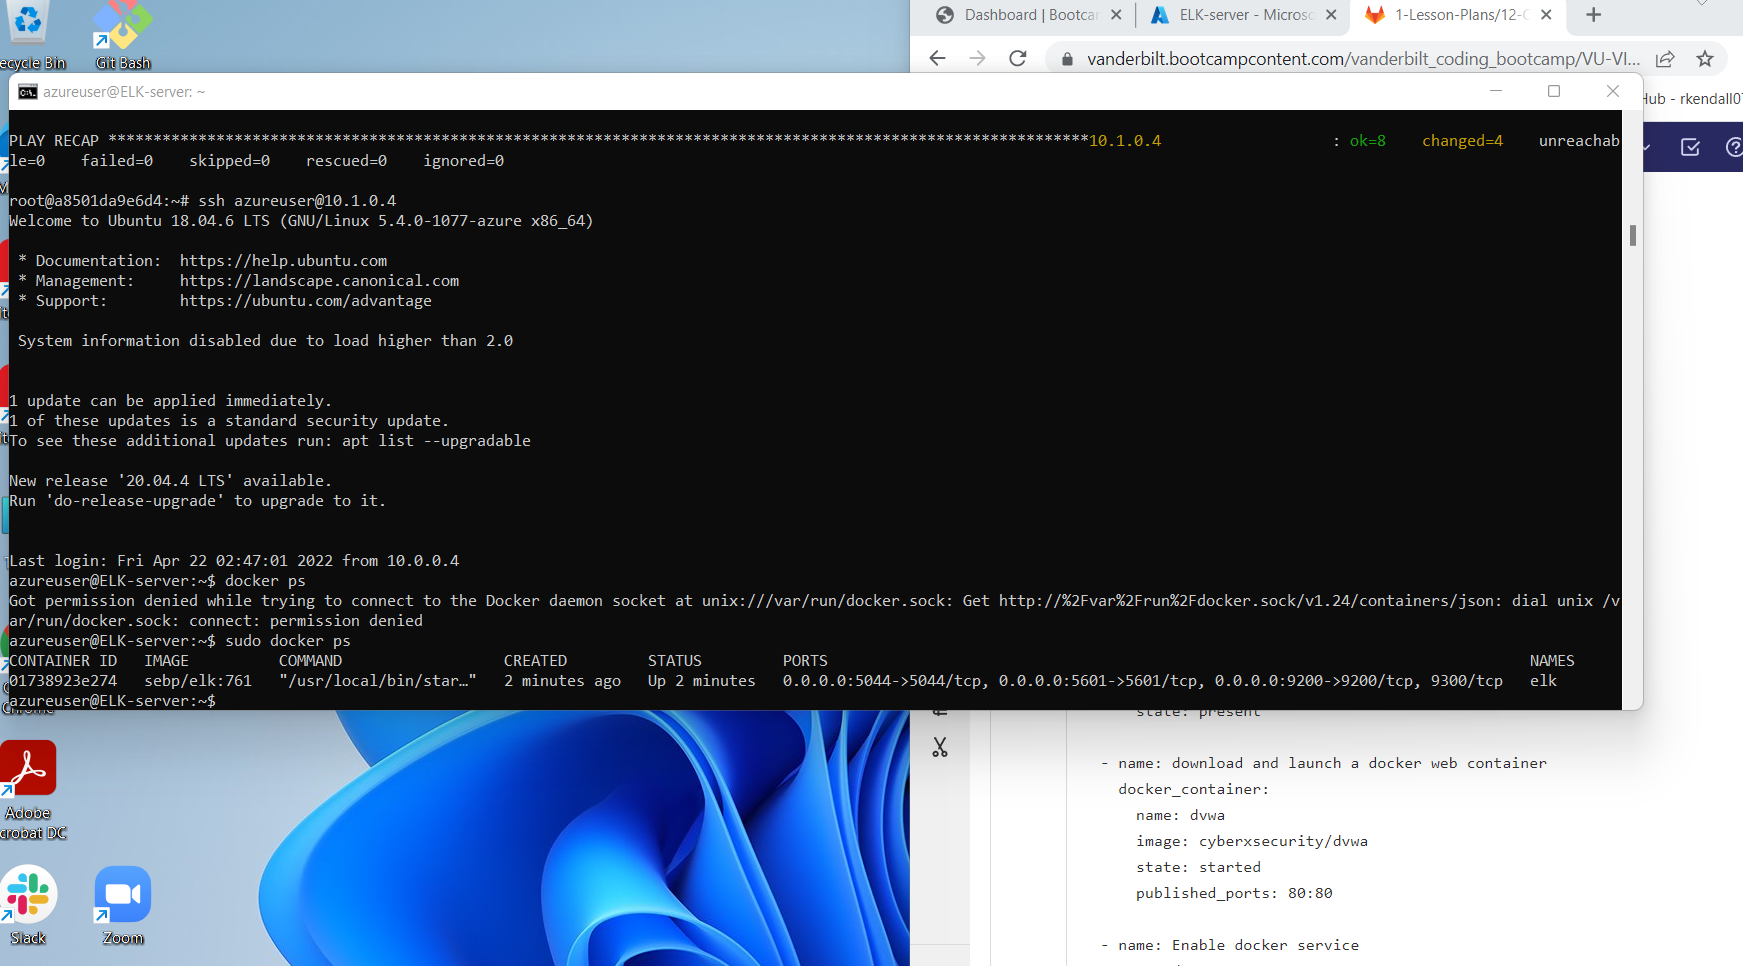 ecycle Bin
Git Bash
Dashboard | Bootcar
ELK-server - Micros
1-Lesson-Plans/12-C
vanderbilt.bootcampcontent.com/vanderbilt_coding_bootcamp/VU-VI...
Hub - rkendall07
azureuser@ELK-server: ~
PLAY RECAP *************************************************************************************************************10.1.0.4                   : ok=8    changed=4    unreachab
le=0    failed=0    skipped=0    rescued=0    ignored=0
root@a8501da9e6d4:~# ssh azureuser@10.1.0.4
Welcome to Ubuntu 18.04.6 LTS (GNU/Linux 5.4.0-1077-azure x86_64)
* Documentation:  https://help.ubuntu.com
* Management:     https://landscape.canonical.com
* Support:        https://ubuntu.com/advantage
System information disabled due to load higher than 2.0
1 update can be applied immediately.
1 of these updates is a standard security update.
To see these additional updates run: apt list --upgradable
New release '20.04.4 LTS' available.
Run 'do-release-upgrade' to upgrade to it.
Last login: Fri Apr 22 02:47:01 2022 from 10.0.0.4
azureuser@ELK-server:~$ docker ps
Got permission denied while trying to connect to the Docker daemon socket at unix:///var/run/docker.sock: Get http://%2Fvar%2Frun%2Fdocker.sock/v1.24/containers/json: dial unix /v
ar/run/docker.sock: connect: permission denied
azureuser@ELK-server:~$ sudo docker ps
CONTAINER ID   IMAGE          COMMAND                  CREATED         STATUS         PORTS                                                                              NAMES
01738923e274   sebp/elk:761   "/usr/local/bin/star…"   2 minutes ago   Up 2 minutes   0.0.0.0:5044->5044/tcp, 0.0.0.0:5601->5601/tcp, 0.0.0.0:9200->9200/tcp, 9300/tcp   elk
azureuser@ELK-server:~$
Chrome
state: present
- name: download and launch a docker web container
docker_container:
name: dvwa
image: cyberxsecurity/dvwa
state: started
published_ports: 80:80
- name: Enable docker service
Adobe
crobat DC
Slack
Zoom